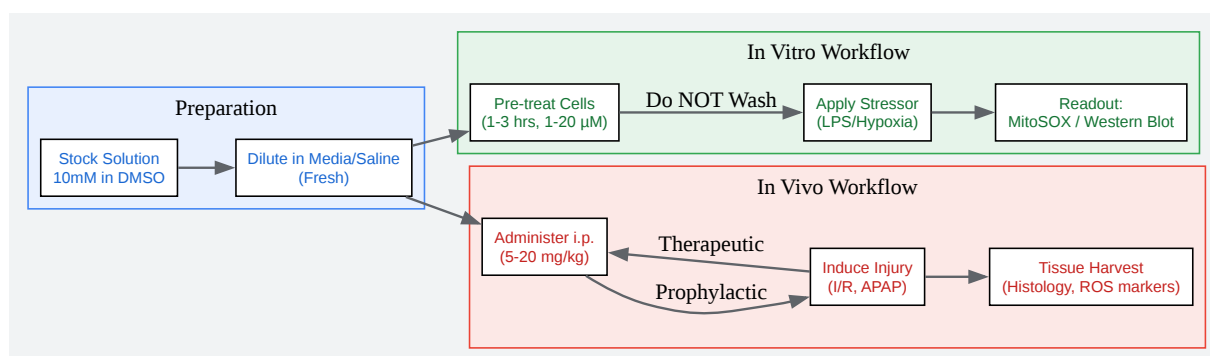 Preparation
Stock Solution
10mM in DMSO
Dilute in Media/Saline
(Fresh)
In Vitro Workflow
Pre-treat Cells
(1-3 hrs, 1-20 µM)
Do NOT Wash
Apply Stressor
(LPS/Hypoxia)
Readout:
MitoSOX / Western Blot
In Vivo Workflow
Administer i.p.
(5-20 mg/kg)
Therapeutic
Prophylactic
Induce Injury
(I/R, APAP)
Tissue Harvest
(Histology, ROS markers)